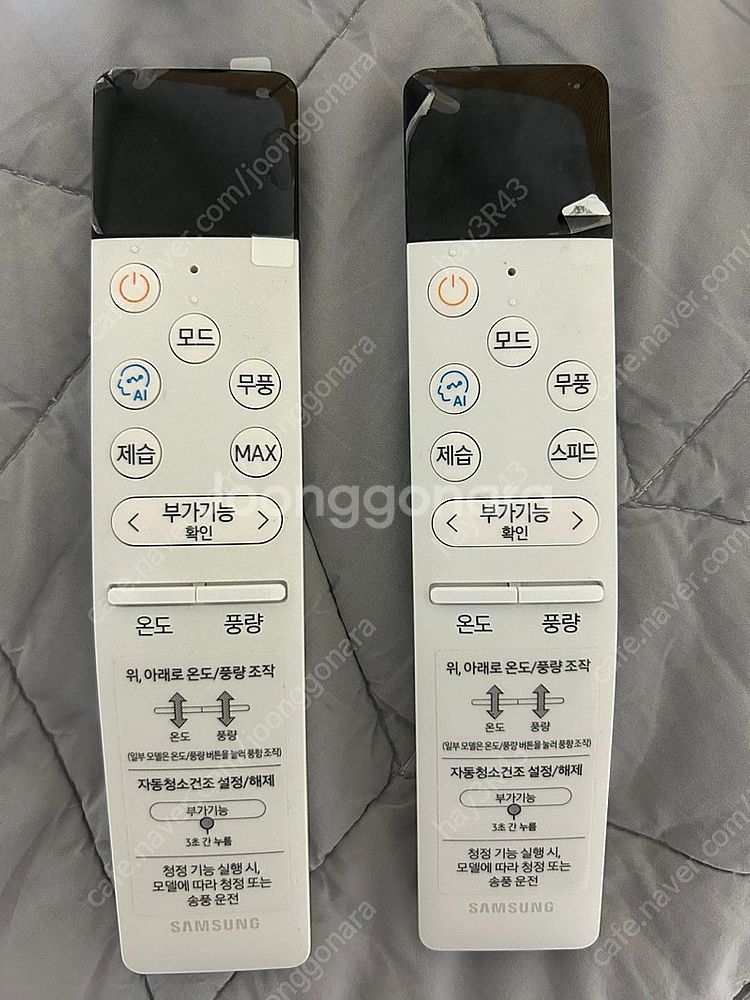 모드
AI
무풍
제습
MAX
< 부가기능 >
확인
온도
풍량
위, 아래로 온도/풍량 조작
온도
풍량
(일부 모델은 온도/풍량 버튼을 눌러 풍향 조작)
자동청소건조 설정/해제
부가기능
3초 간 누름
청정 기능 실행 시,
모델에 따라 청정 또는
송풍 운전
SAMSUNG
모드
AI
무풍
제습
스피드
< 부가기능 >
확인
온도
풍량
위, 아래로 온도/풍량 조작
온도
풍량
(일부 모델은 온도/풍량 버튼을 눌러 풍향 조작)
자동청소건조 설정/해제
부가기능
3초 간 누름
청정 기능 실행 시,
모델에 따라 청정 또는
송풍 운전
SAMSUNG
joonggonara
cafe.naver.com/joonggonara
hay3R43